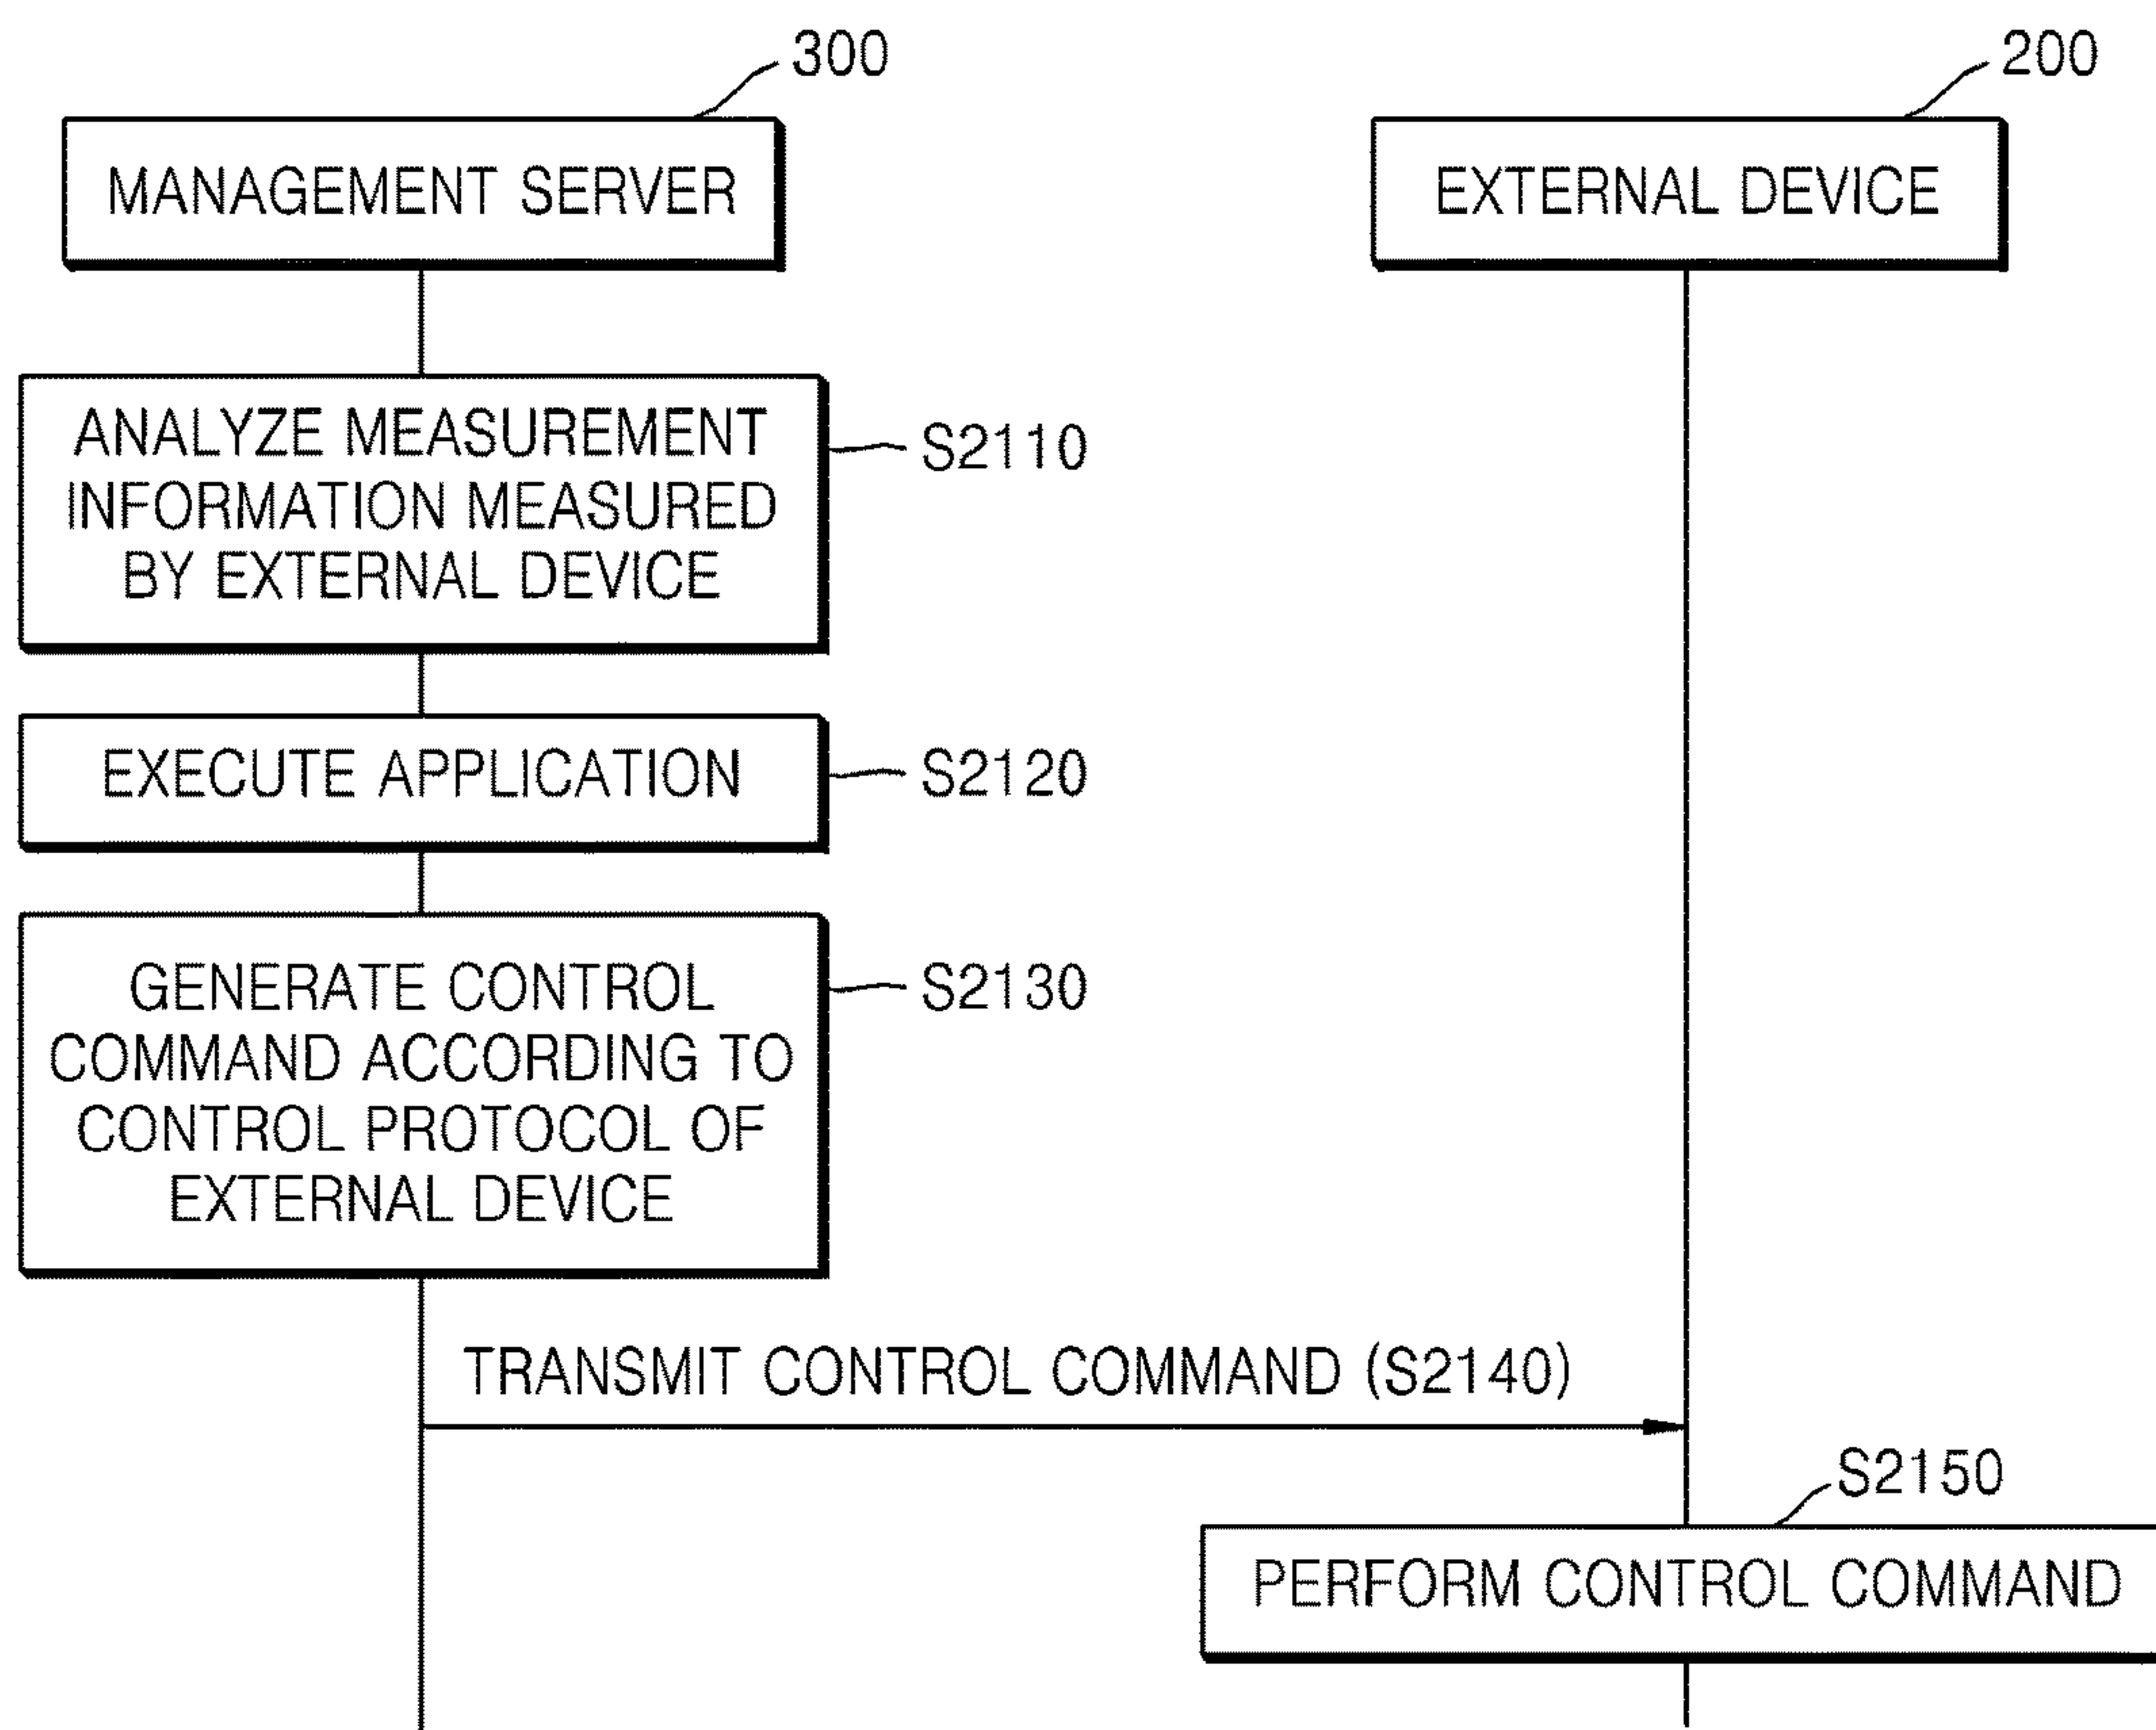 300
200
MANAGEMENT SERVER
EXTERNAL DEVICE
ANALYZE MEASUREMENT
INFORMATION MEASURED
BY EXTERNAL DEVICE
S2110
EXECUTE APPLICATION
S2120
GENERATE CONTROL
COMMAND ACCORDING TO
CONTROL PROTOCOL OF
EXTERNAL DEVICE
S2130
TRANSMIT CONTROL COMMAND (S2140)
S2150
PERFORM CONTROL COMMAND